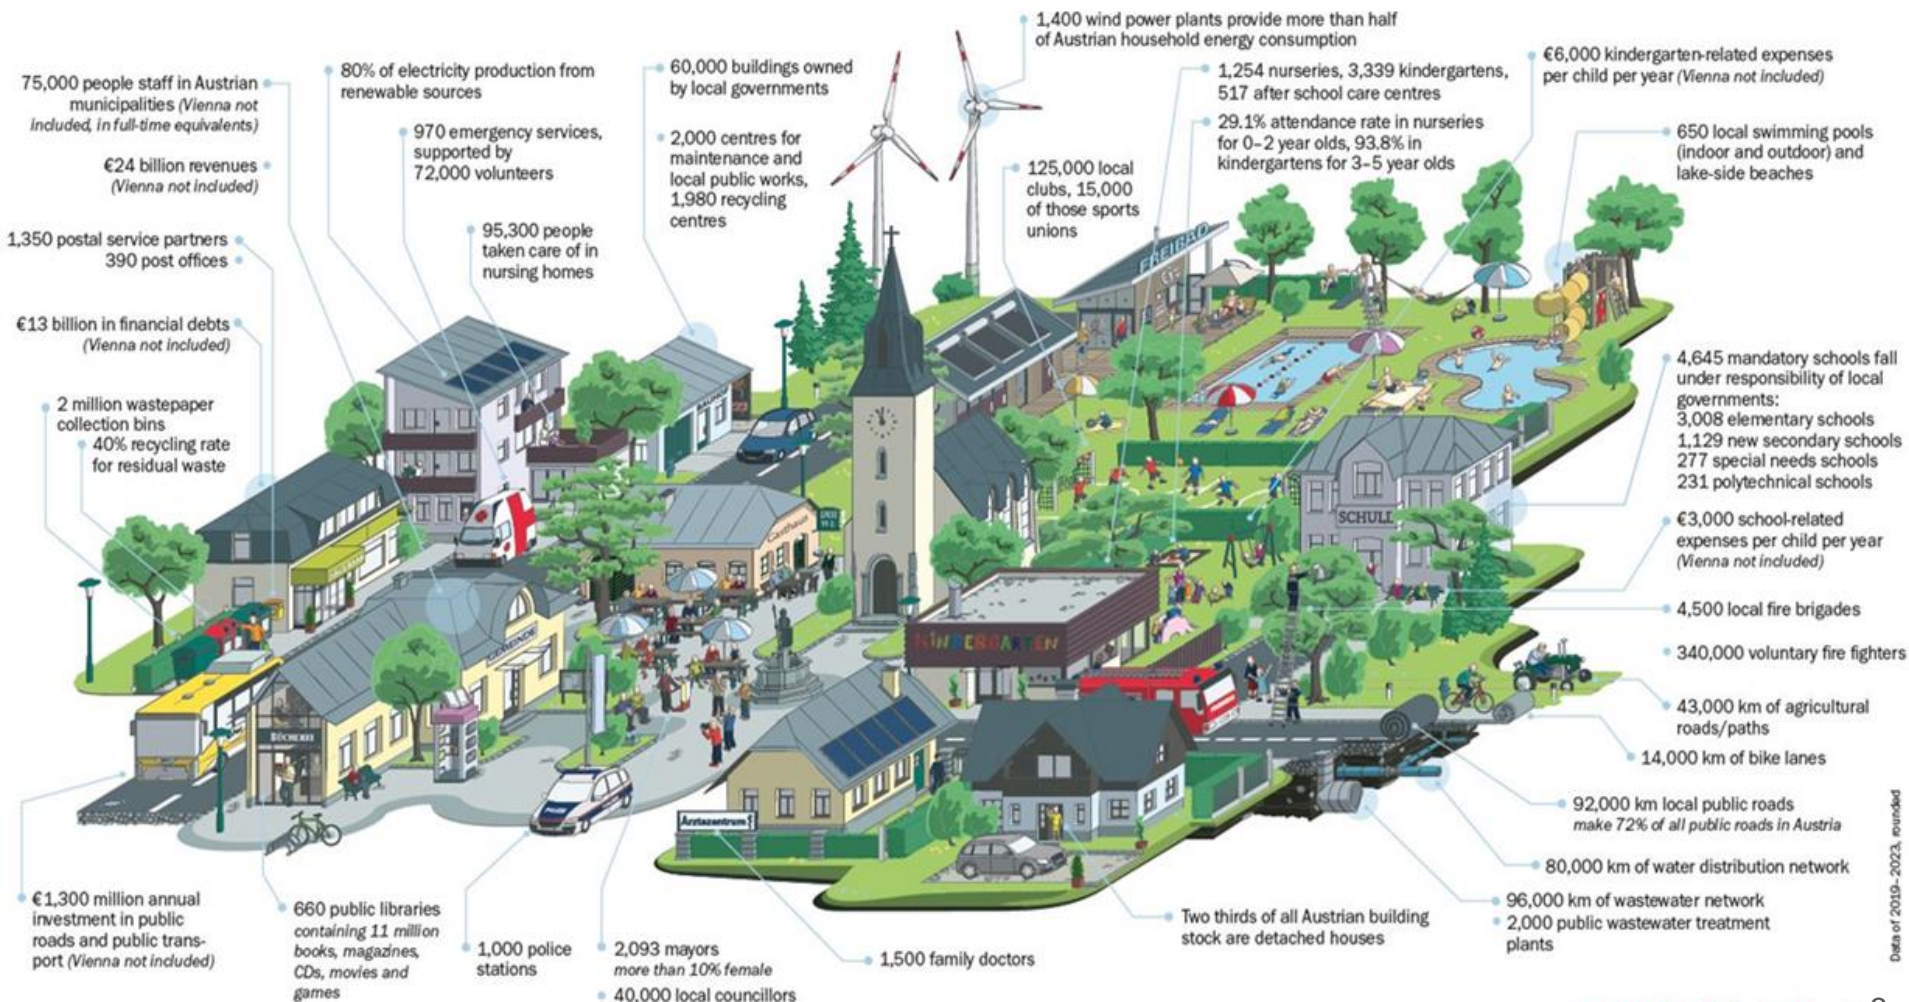 1,400 wind power plants provide more than half
of Austrian household energy consumption
75,000 people staff in Austrian
municipalities (Vienna not
included, in full-time equivalents)
€24 billion revenues
(Vienna not included)
1,350 postal service partners
390 post offices
€13 billion in financial debts
(Vienna not included)
2 million wastepaper
collection bins
40% recycling rate
for residual waste
80% of electricity production from
renewable sources
970 emergency services,
supported by
72,000 volunteers
95,300 people
taken care of in
nursing homes
60,000 buildings owned
by local governments
2,000 centres for
maintenance and
local public works,
1,980 recycling
centres
125,000 local
clubs, 15,000
of those sports
unions
1,254 nurseries, 3,339 kindergartens,
517 after school care centres
29.1% attendance rate in nurseries
for 0–2 year olds, 93.8% in
kindergartens for 3–5 year olds
€6,000 kindergarten-related expenses
per child per year (Vienna not included)
650 local swimming pools
(indoor and outdoor) and
lake-side beaches
4,645 mandatory schools fall
under responsibility of local
governments:
3,008 elementary schools
1,129 new secondary schools
277 special needs schools
231 polytechnical schools
€3,000 school-related
expenses per child per year
(Vienna not included)
4,500 local fire brigades
340,000 voluntary fire fighters
43,000 km of agricultural
roads/paths
14,000 km of bike lanes
92,000 km local public roads
make 72% of all public roads in Austria
80,000 km of water distribution network
96,000 km of wastewater network
2,000 public wastewater treatment
plants
Two thirds of all Austrian building
stock are detached houses
1,500 family doctors
2,093 mayors
more than 10% female
40,000 local councillors
1,000 police
stations
660 public libraries
containing 11 million
books, magazines,
CDs, movies and
games
€1,300 million annual
investment in public
roads and public trans-
port (Vienna not included)
FREIBAD
BAUHOF
Gasthaus
SCHULE
KINDERGARTEN
GEMEINDE
BÜCHEREI
POLIZEI
Arztezentrum
Data of 2019–2023, rounded